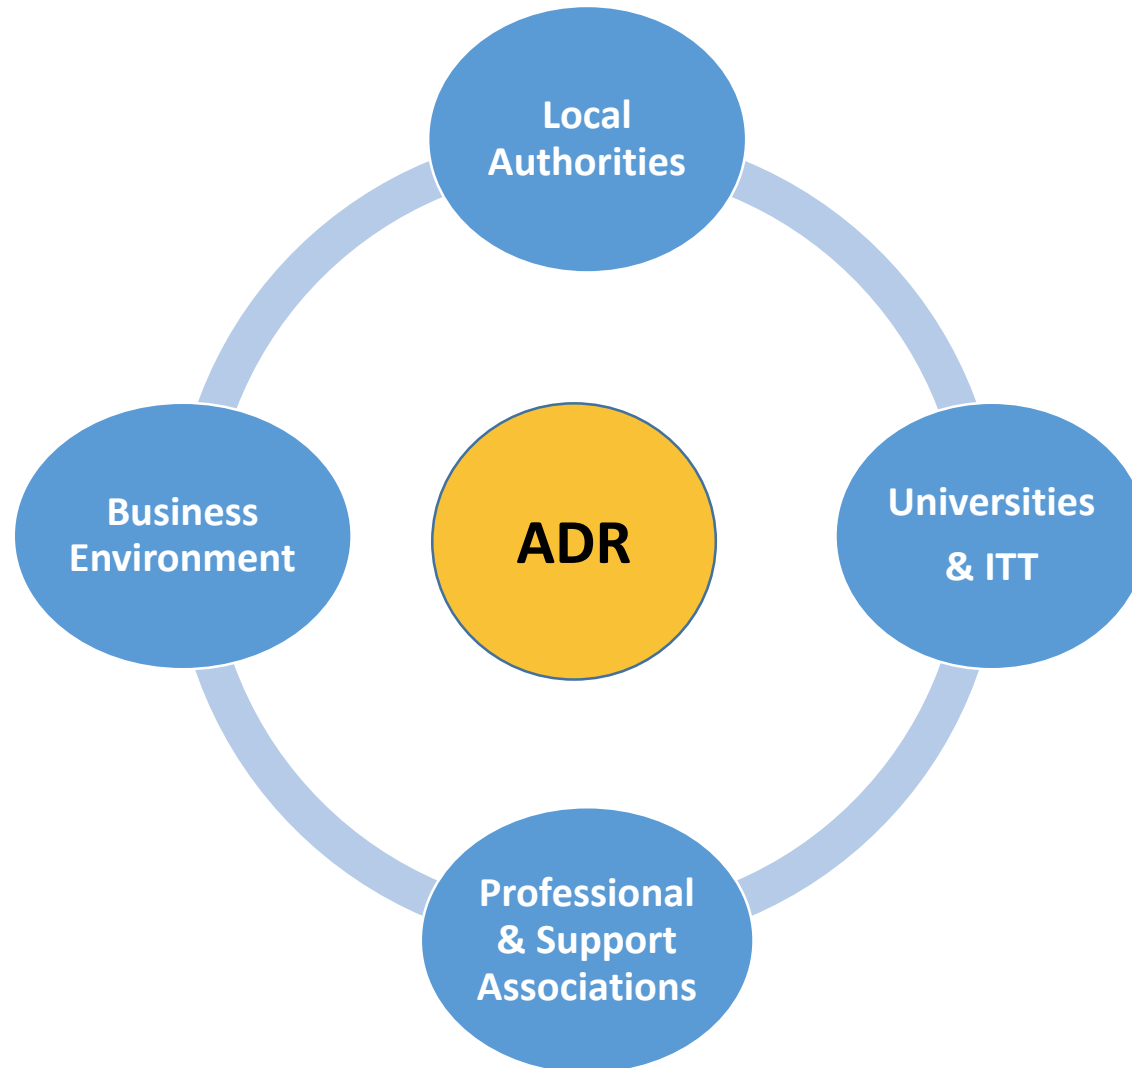 Local
Authorities
Business
Environment
ADR
Universities
& ITT
Professional
& Support
Associations